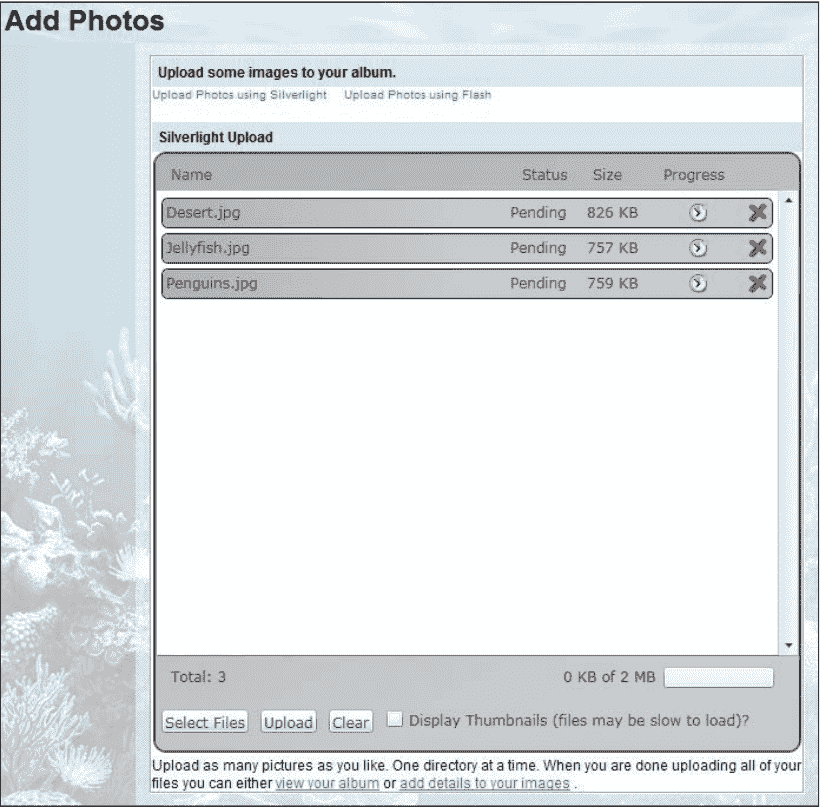 Add Photos
Upload some images to your album.
Upload Photos using Silverlight Upload Photos using Flash
Silverlight Upload
Name Status Size Progress
Desert.jpg Pending 826 KB
Jellyfish.jpg Pending 757 KB
Penguins.jpg Pending 759 KB
Total: 3 0 KB of 2 MB
Select Files Upload Clear Display Thumbnails (files may be slow to load)?
Upload as many pictures as you like. One directory at a time. When you are done uploading all of your
files you can either view your album or add details to your images .